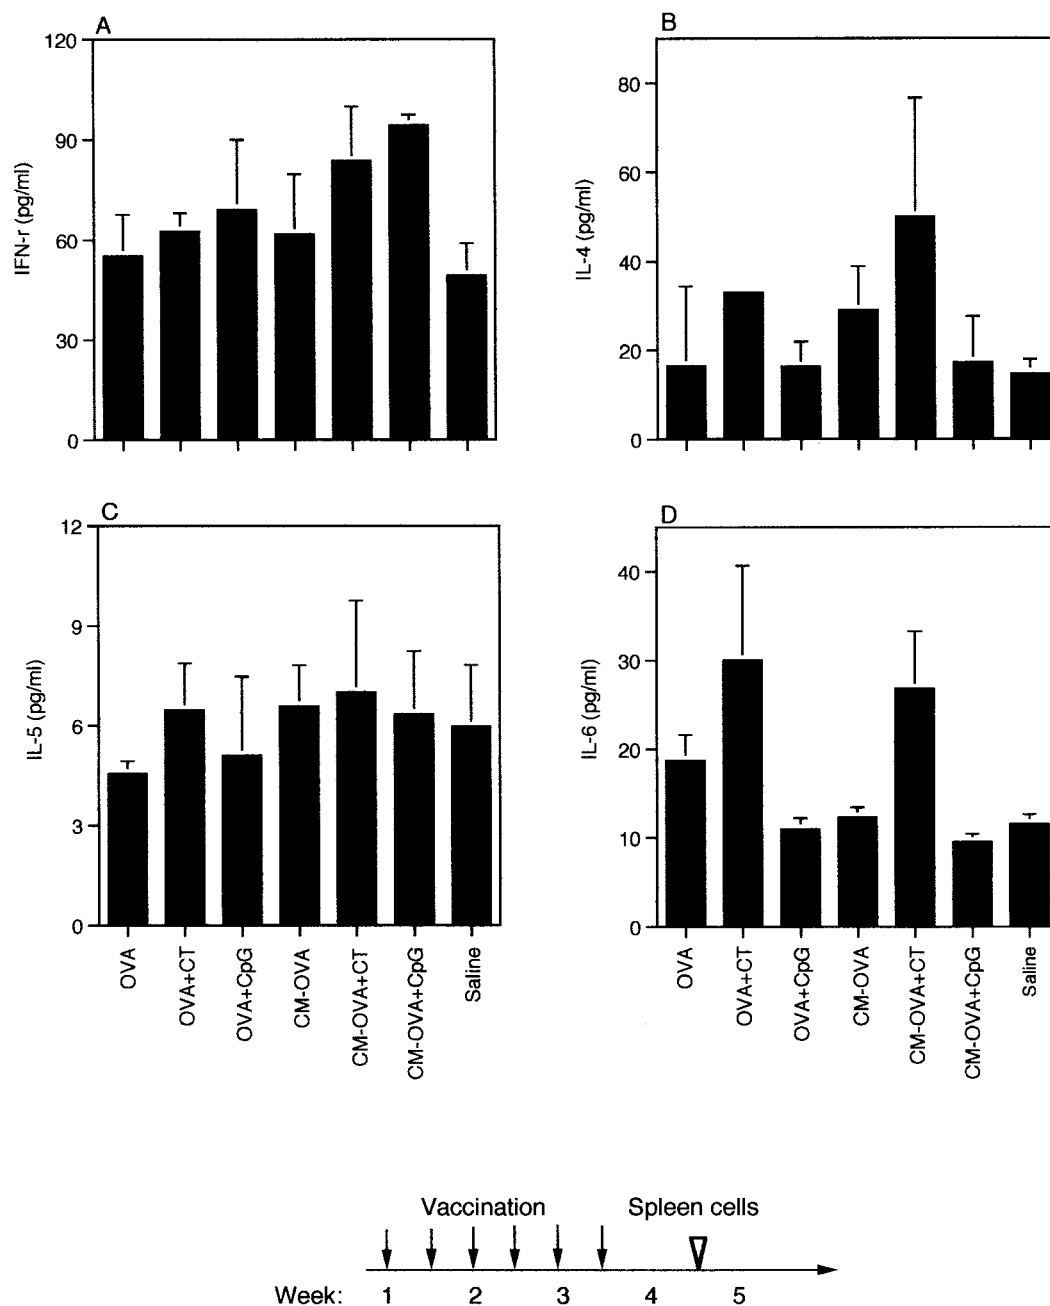 A
120
90
60
30
0
IFN-r (pg/ml)
B
80
60
40
20
0
IL-4 (pg/ml)
C
12
9
6
3
0
IL-5 (pg/ml)
OVA
OVA+CT
OVA+CpG
CM-OVA
CM-OVA+CT
CM-OVA+CpG
Saline
D
40
30
20
10
0
IL-6 (pg/ml)
OVA
OVA+CT
OVA+CpG
CM-OVA
CM-OVA+CT
CM-OVA+CpG
Saline
Vaccination Spleen cells
Week: 1 2 3 4 5